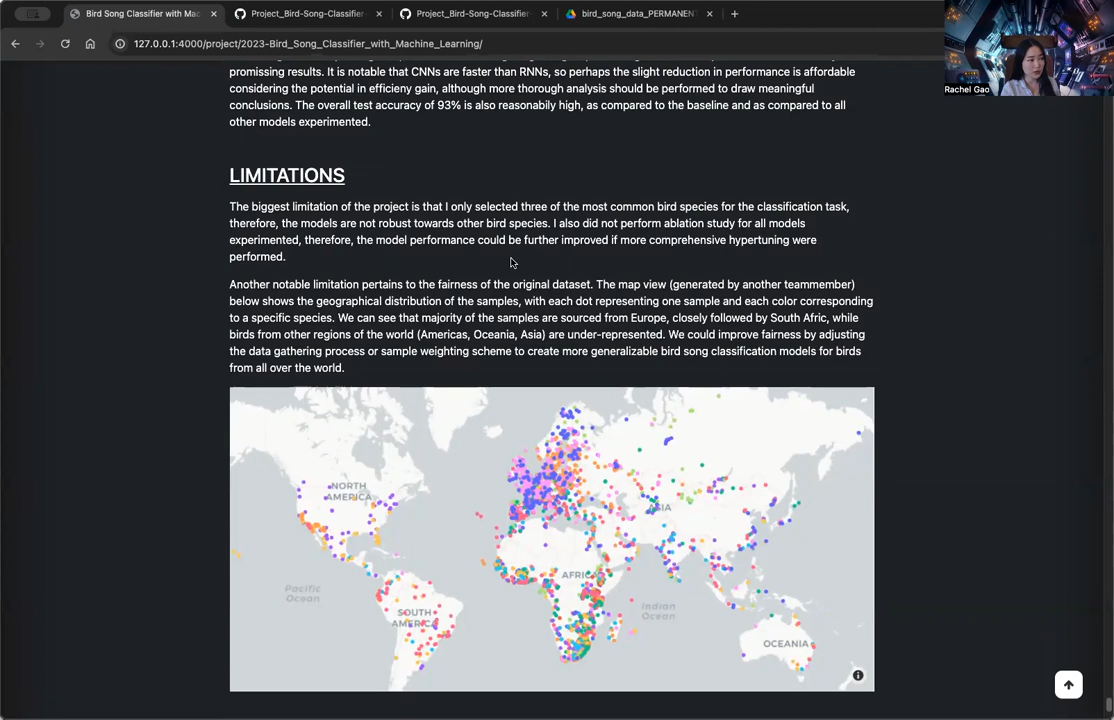 Bird Song Classifier with Mac
Project_Bird-Song-Classifier-
Project_Bird-Song-Classifier-
bird_song_data_PERMANENT
127.0.0.1:4000/project/2023-Bird_Song_Classifier_with_Machine_Learning/
Rachel Gao
promissing results. It is notable that CNNs are faster than RNNs, so perhaps the slight reduction in performance is affordable
considering the potential in efficieny gain, although more thorough analysis should be performed to draw meaningful
conclusions. The overall test accuracy of 93% is also reasonabily high, as compared to the baseline and as compared to all
other models experimented.
LIMITATIONS
The biggest limitation of the project is that I only selected three of the most common bird species for the classification task,
therefore, the models are not robust towards other bird species. I also did not perform ablation study for all models
experimented, therefore, the model performance could be further improved if more comprehensive hypertuning were
performed.
Another notable limitation pertains to the fairness of the original dataset. The map view (generated by another teammember)
below shows the geographical distribution of the samples, with each dot representing one sample and each color corresponding
to a specific species. We can see that majority of the samples are sourced from Europe, closely followed by South Afric, while
birds from other regions of the world (Americas, Oceania, Asia) are under-represented. We could improve fairness by adjusting
the data gathering process or sample weighting scheme to create more generalizable bird song classification models for birds
from all over the world.
NORTH
AMERICA
ASIA
Pacific
Ocean
AFRICA
Indian
Ocean
SOUTH
AMERICA
OCEANIA